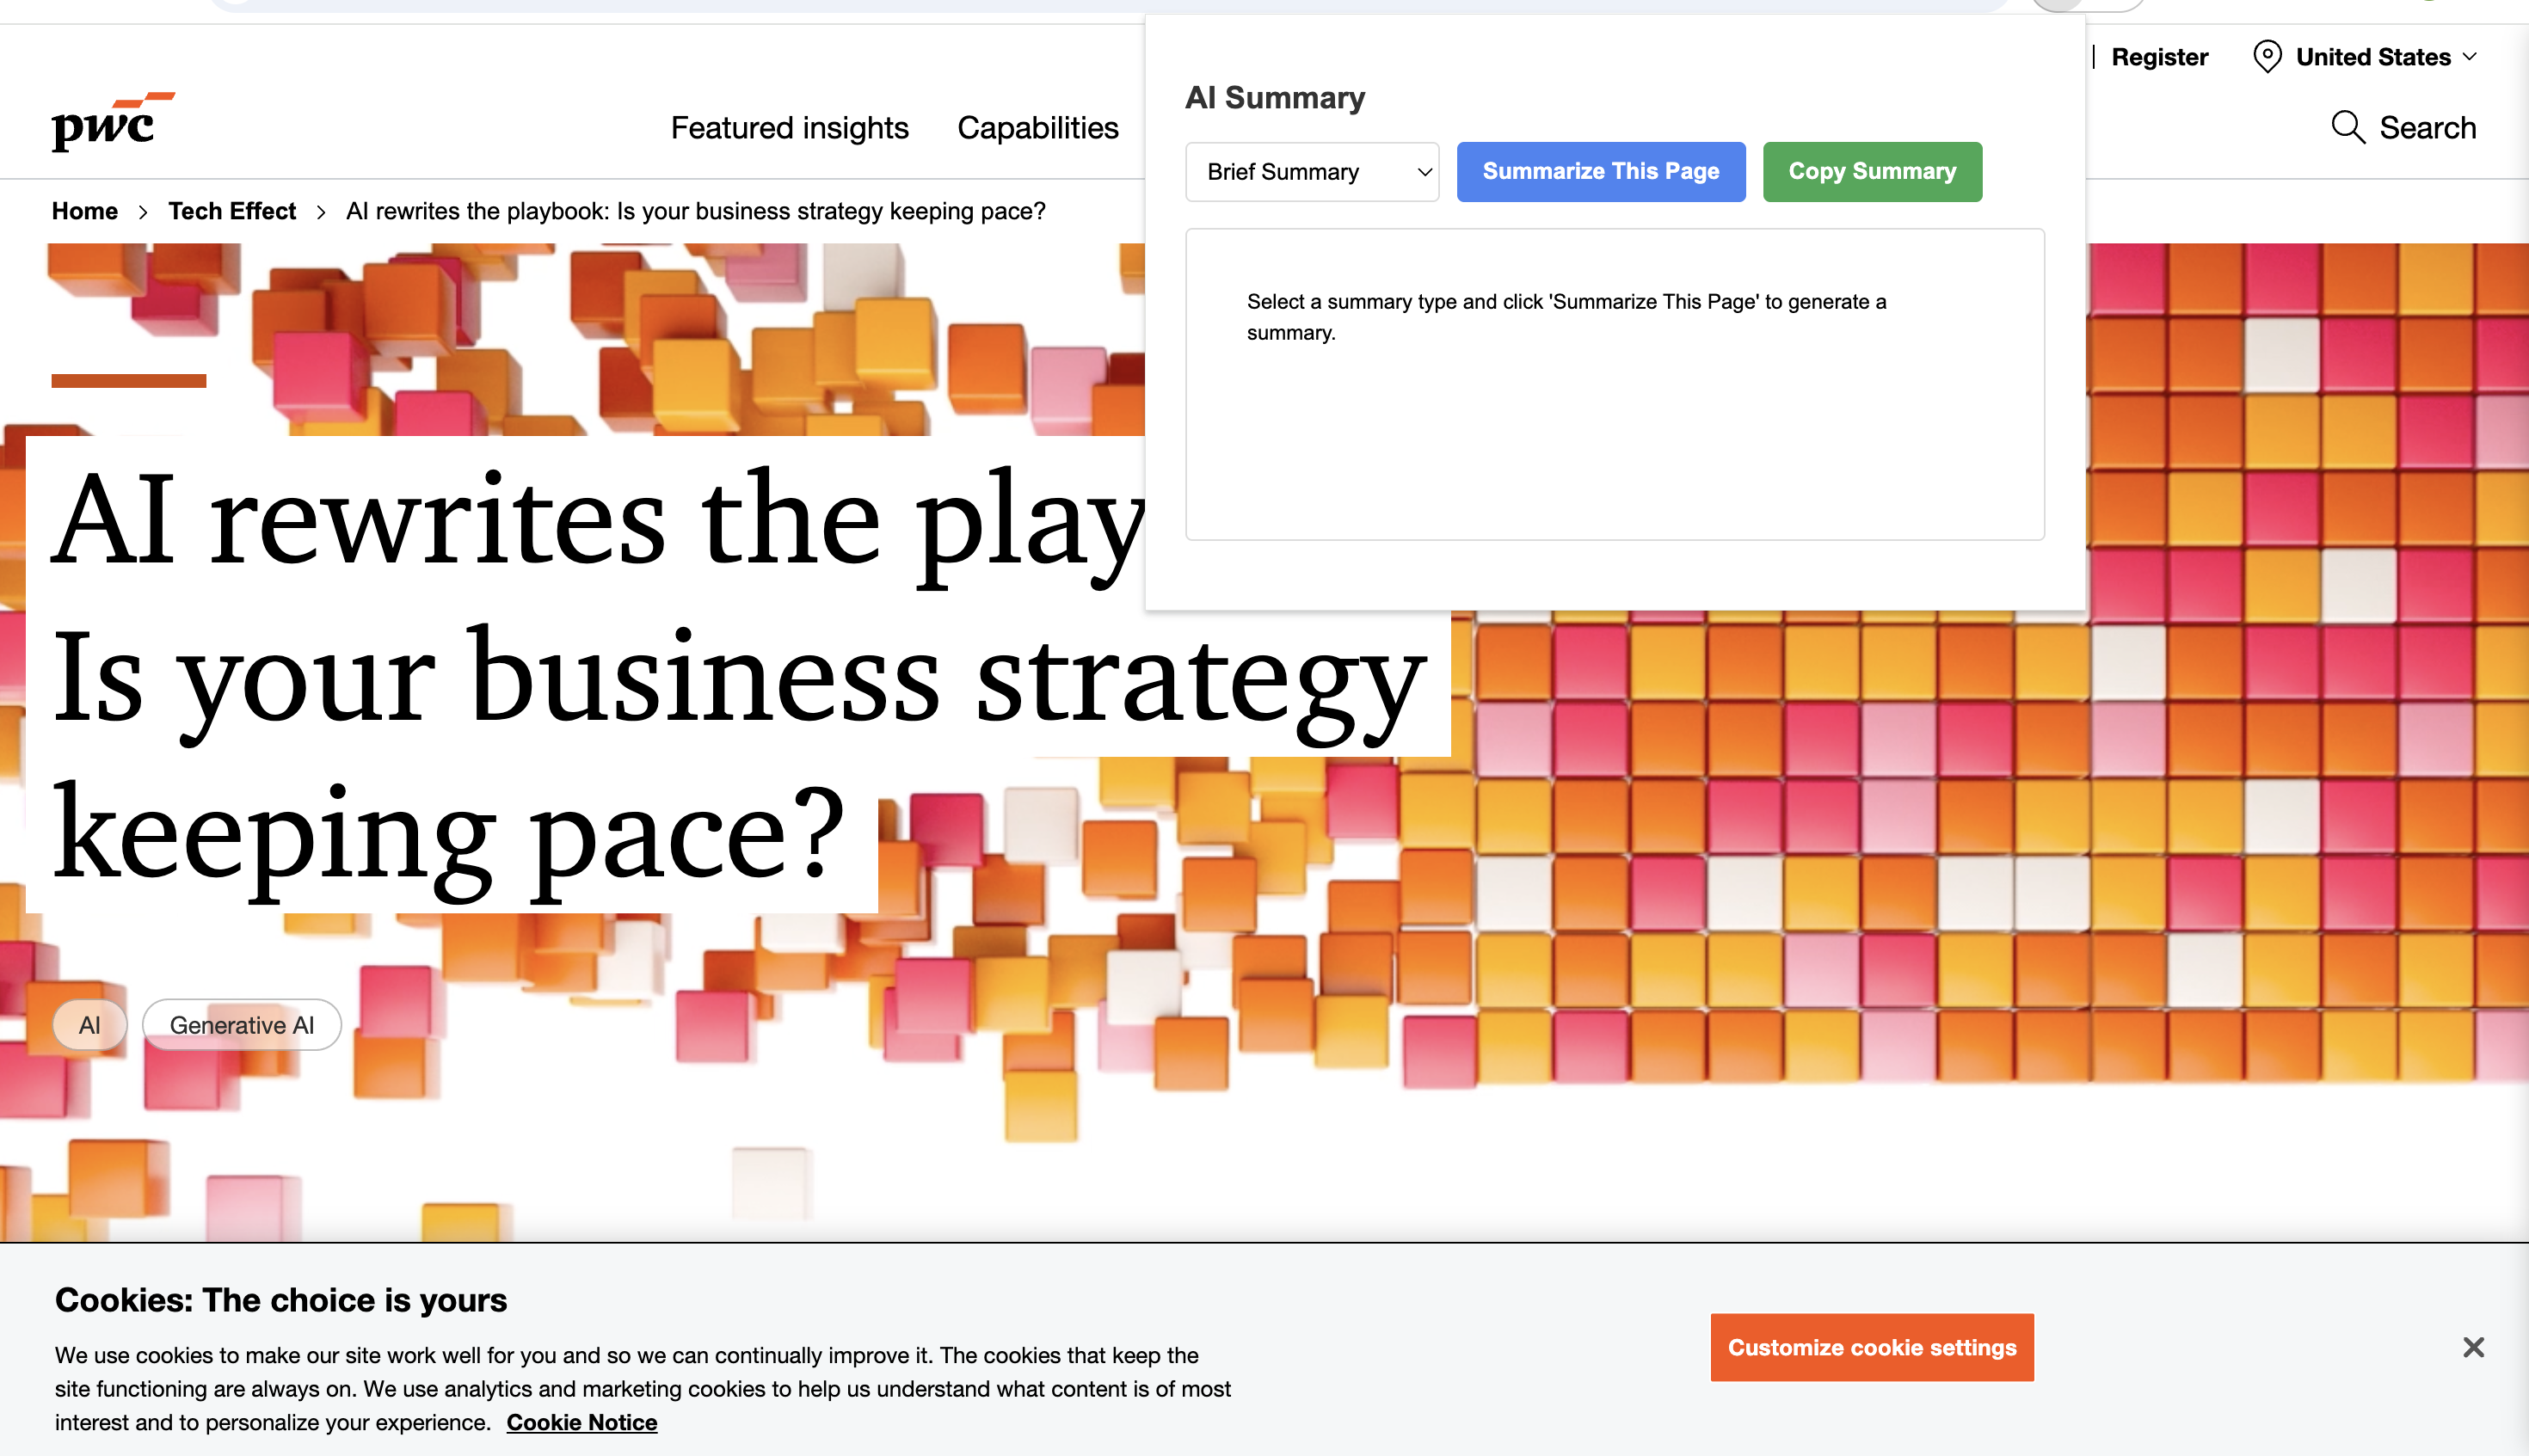 Register
United States
pwc
Featured insights
Capabilities
Search
Home > Tech Effect > AI rewrites the playbook: Is your business strategy keeping pace?
AI Summary
Brief Summary
Summarize This Page
Copy Summary
Select a summary type and click 'Summarize This Page' to generate a
summary.
AI rewrites the play
Is your business strategy
keeping pace?
AI
Generative AI
Cookies: The choice is yours
We use cookies to make our site work well for you and so we can continually improve it. The cookies that keep the
site functioning are always on. We use analytics and marketing cookies to help us understand what content is of most
interest and to personalize your experience. Cookie Notice
Customize cookie settings